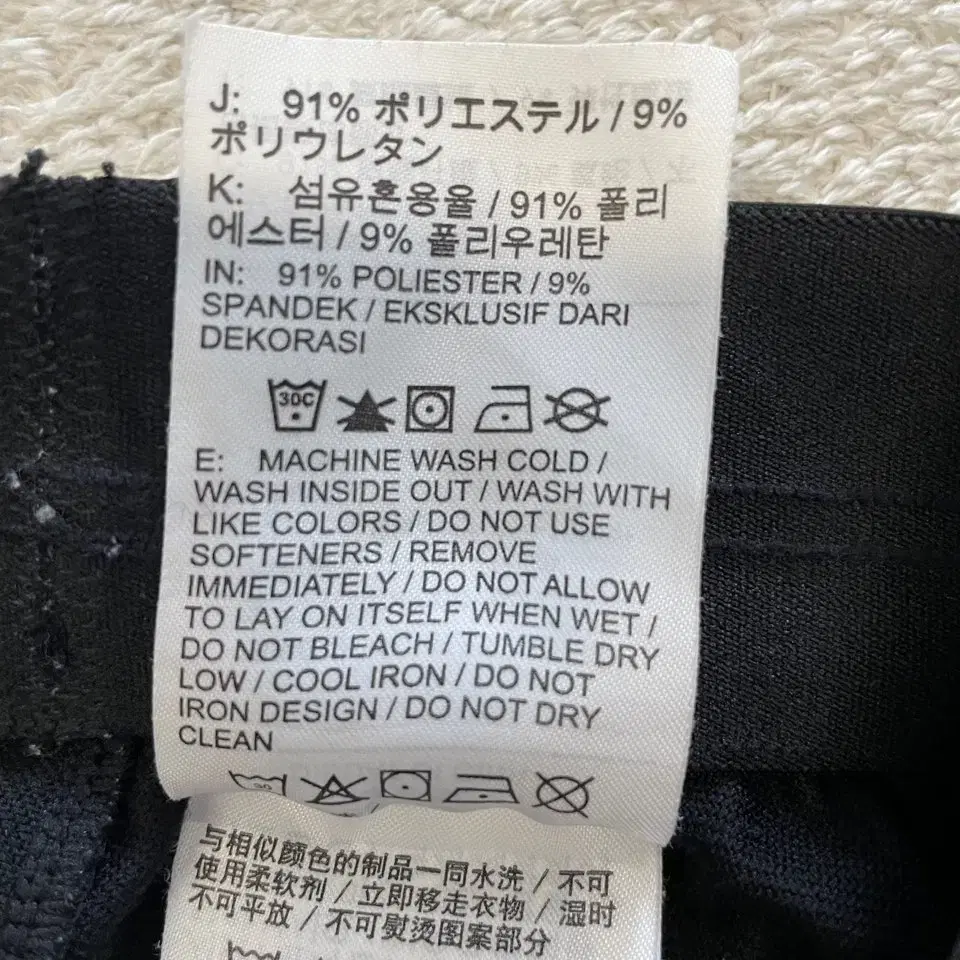 J: 91% ポリエステル / 9%
ポリウレタン
K: 섬유혼용율 / 91% 폴리
에스터 / 9% 폴리우레탄
IN: 91% POLIESTER / 9%
SPANDEK / EKSKLUSIF DARI
DEKORASI
30C
E: MACHINE WASH COLD /
WASH INSIDE OUT / WASH WITH
LIKE COLORS / DO NOT USE
SOFTENERS / REMOVE
IMMEDIATELY / DO NOT ALLOW
TO LAY ON ITSELF WHEN WET /
DO NOT BLEACH / TUMBLE DRY
LOW / COOL IRON / DO NOT
IRON DESIGN / DO NOT DRY
CLEAN
30
与相似颜色的制品一同水洗 / 不可
使用柔软剂 / 立即移走衣物 / 湿时
不可平放 / 不可熨烫图案部分